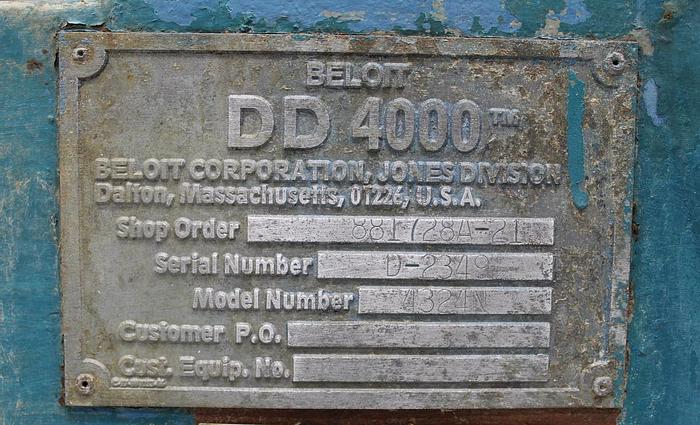 BELOIT
DD 4000™
BELOIT CORPORATION, JONES DIVISION
Dalton, Massachusetts, 01226, U.S.A.
Shop Order 881728A-21
Serial Number D-2349
Model Number 4324N
Customer P.O.
Cust. Equip. No.